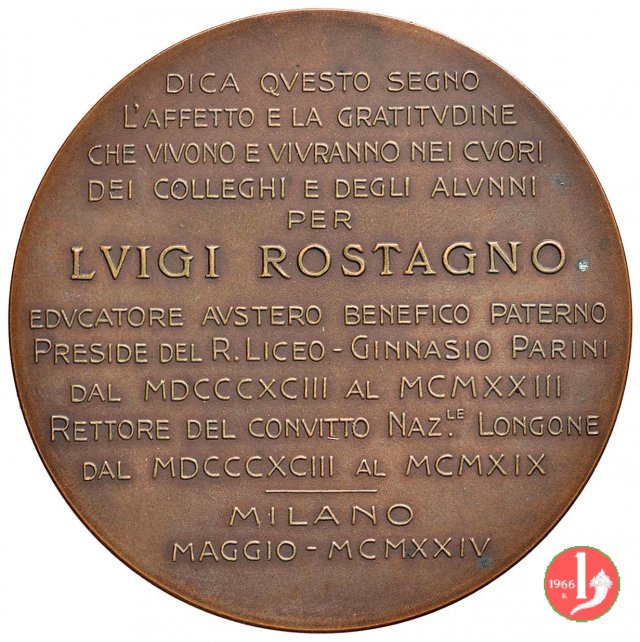 DICA QVESTO SEGNO
L'AFFETTO E LA GRATITVDINE
CHE VIVONO E VIVRANNO NEI CVORI
DEI COLLEGHI E DEGLI ALVNNI
PER
LVIGI ROSTAGNO
EDVCATORE AVSTERO BENEFICO PATERNO
PRESIDE DEL R. LICEO - GINNASIO PARINI
DAL MDCCCXCIII AL MCMXXIII
RETTORE DEL CONVITTO NAZ.LE LONGONE
DAL MDCCCXCIII AL MCMXIX
MILANO
MAGGIO - MCMXXIV
1966